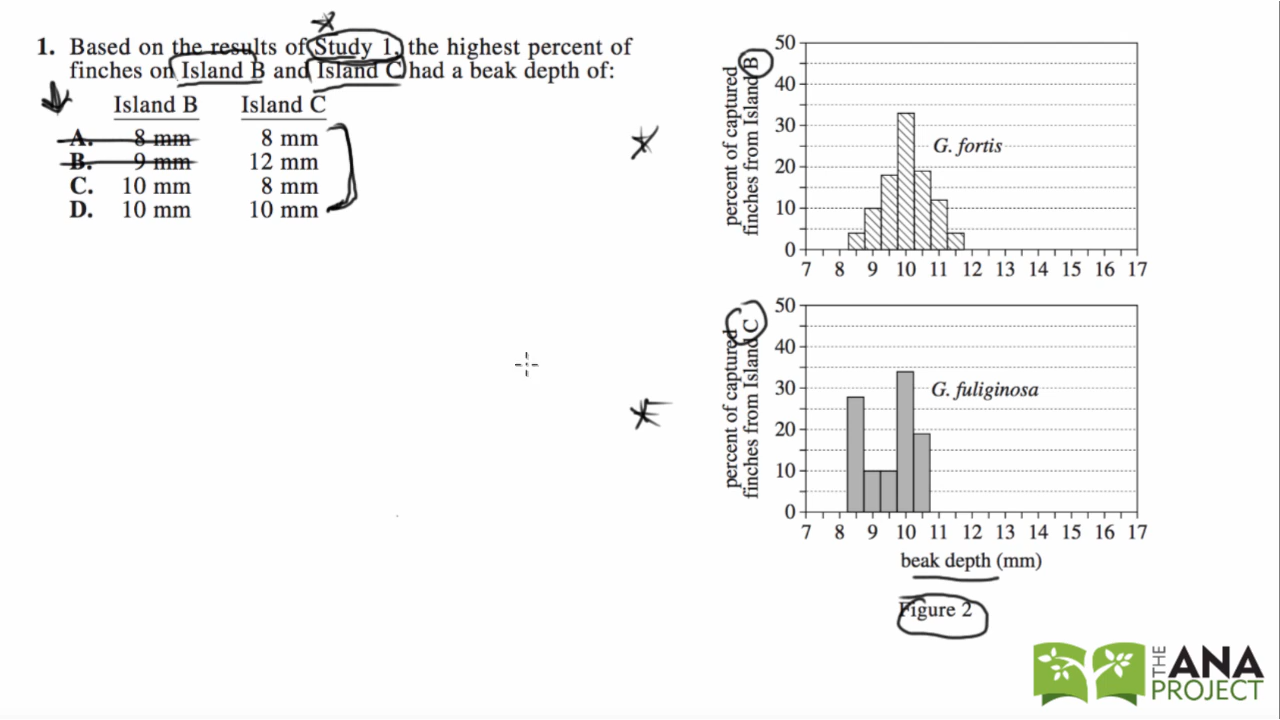 1. Based on the results of Study 1, the highest percent of
finches on Island B and Island C had a beak depth of:
Island B Island C
A. 8 mm 8 mm
B. 9 mm 12 mm
C. 10 mm 8 mm
D. 10 mm 10 mm
percent of captured
finches from Island B
50
40
30
20
10
0
G. fortis
7 8 9 10 11 12 13 14 15 16 17
percent of captured
finches from Island C
50
40
30
20
10
0
G. fuliginosa
7 8 9 10 11 12 13 14 15 16 17
beak depth (mm)
Figure 2
THE
ANA
PROJECT